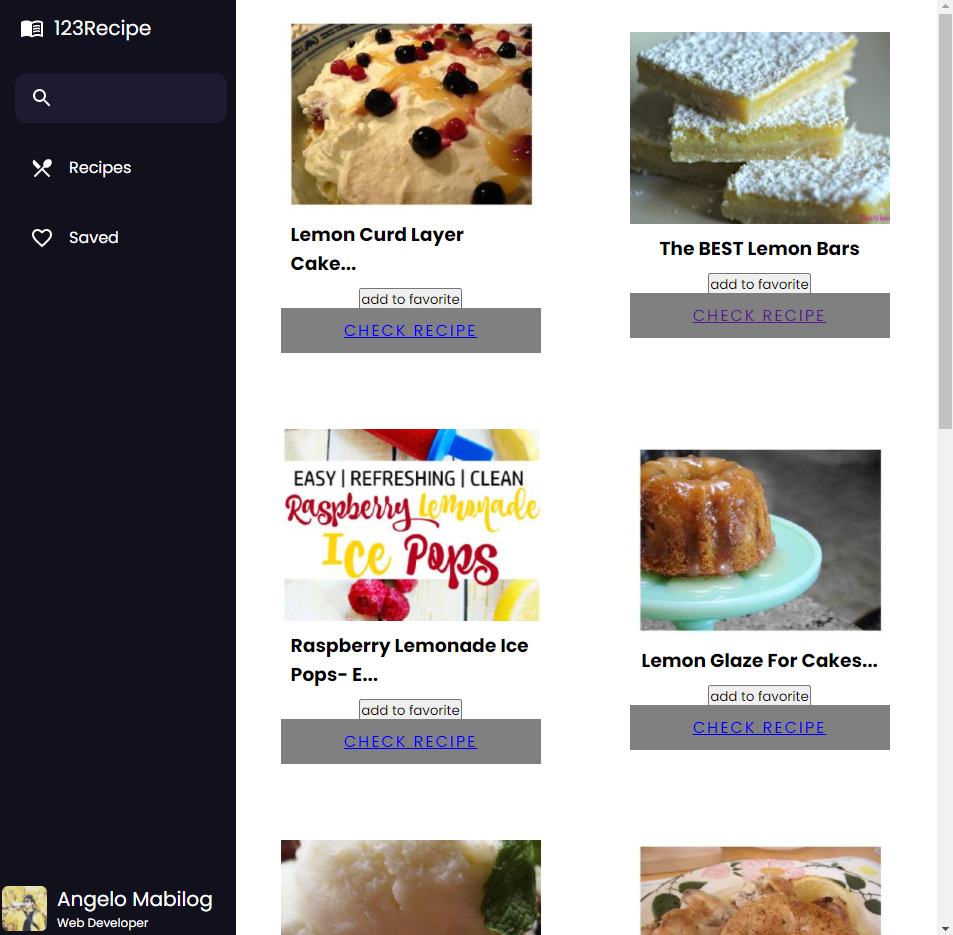 123Recipe
Recipes
Saved
Angelo Mabilog
Web Developer
Lemon Curd Layer
Cake...
add to favorite
CHECK RECIPE
The BEST Lemon Bars
add to favorite
CHECK RECIPE
EASY | REFRESHING | CLEAN
Raspberry Lemonade
Ice Pops
Raspberry Lemonade Ice
Pops- E...
add to favorite
CHECK RECIPE
Lemon Glaze For Cakes...
add to favorite
CHECK RECIPE